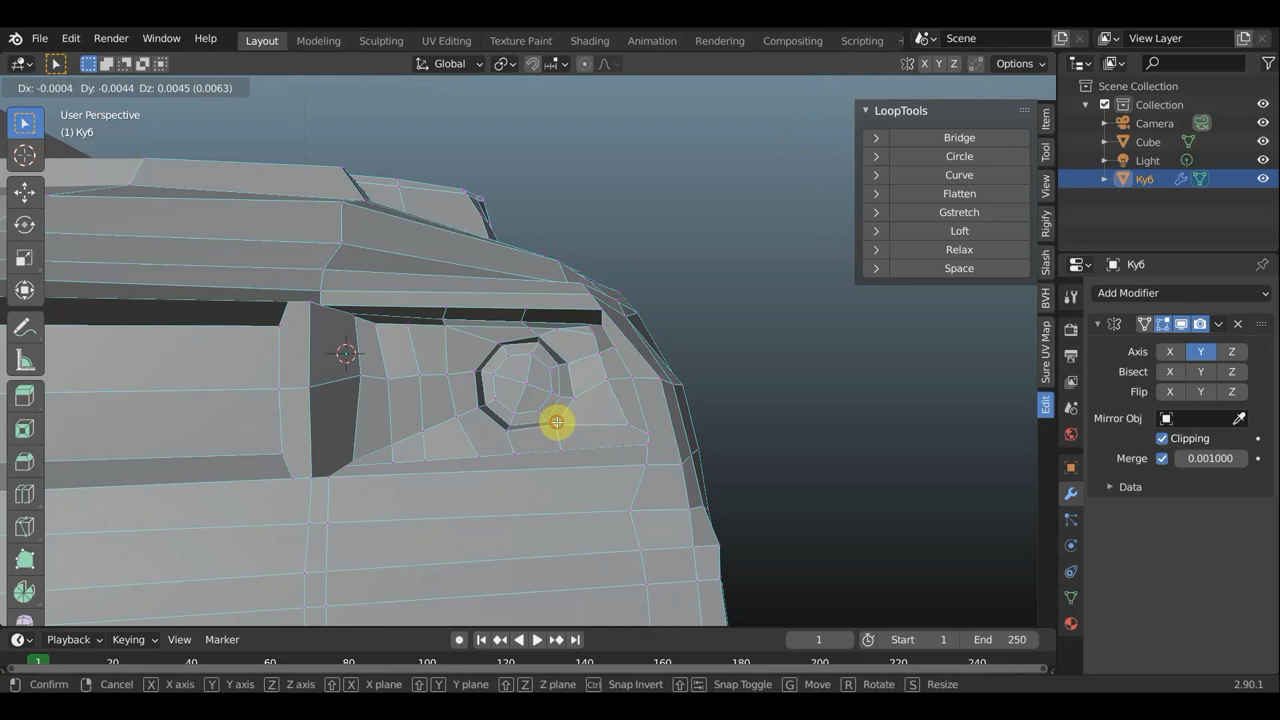 File Edit Render Window Help Layout Modeling Sculpting UV Editing Texture Paint Shading Animation Rendering Compositing Scripting + Scene View Layer
Global X Y Z Options
Dx: -0.0004 Dy: -0.0044 Dz: 0.0045 (0.0063)
User Perspective
(1) Куб
LoopTools
Bridge
Circle
Curve
Flatten
Gstretch
Loft
Relax
Space
Item
Tool
View
Rigify
Slash
BVH
Sure UV Map
Edit
Scene Collection
Collection
Camera
Cube
Light
Куб
Куб
Add Modifier
Axis X Y Z
Bisect X Y Z
Flip X Y Z
Mirror Obj
Clipping
Merge 0.001000
Data
Playback Keying View Marker 1 Start 1 End 250
1 20 40 60 80 100 120 140 160 180 200 220 240
Confirm Cancel X X axis Y Y axis Z Z axis X X plane Y Y plane Z Z plane Ctrl Snap Invert Snap Toggle G Move R Rotate S Resize 2.90.1